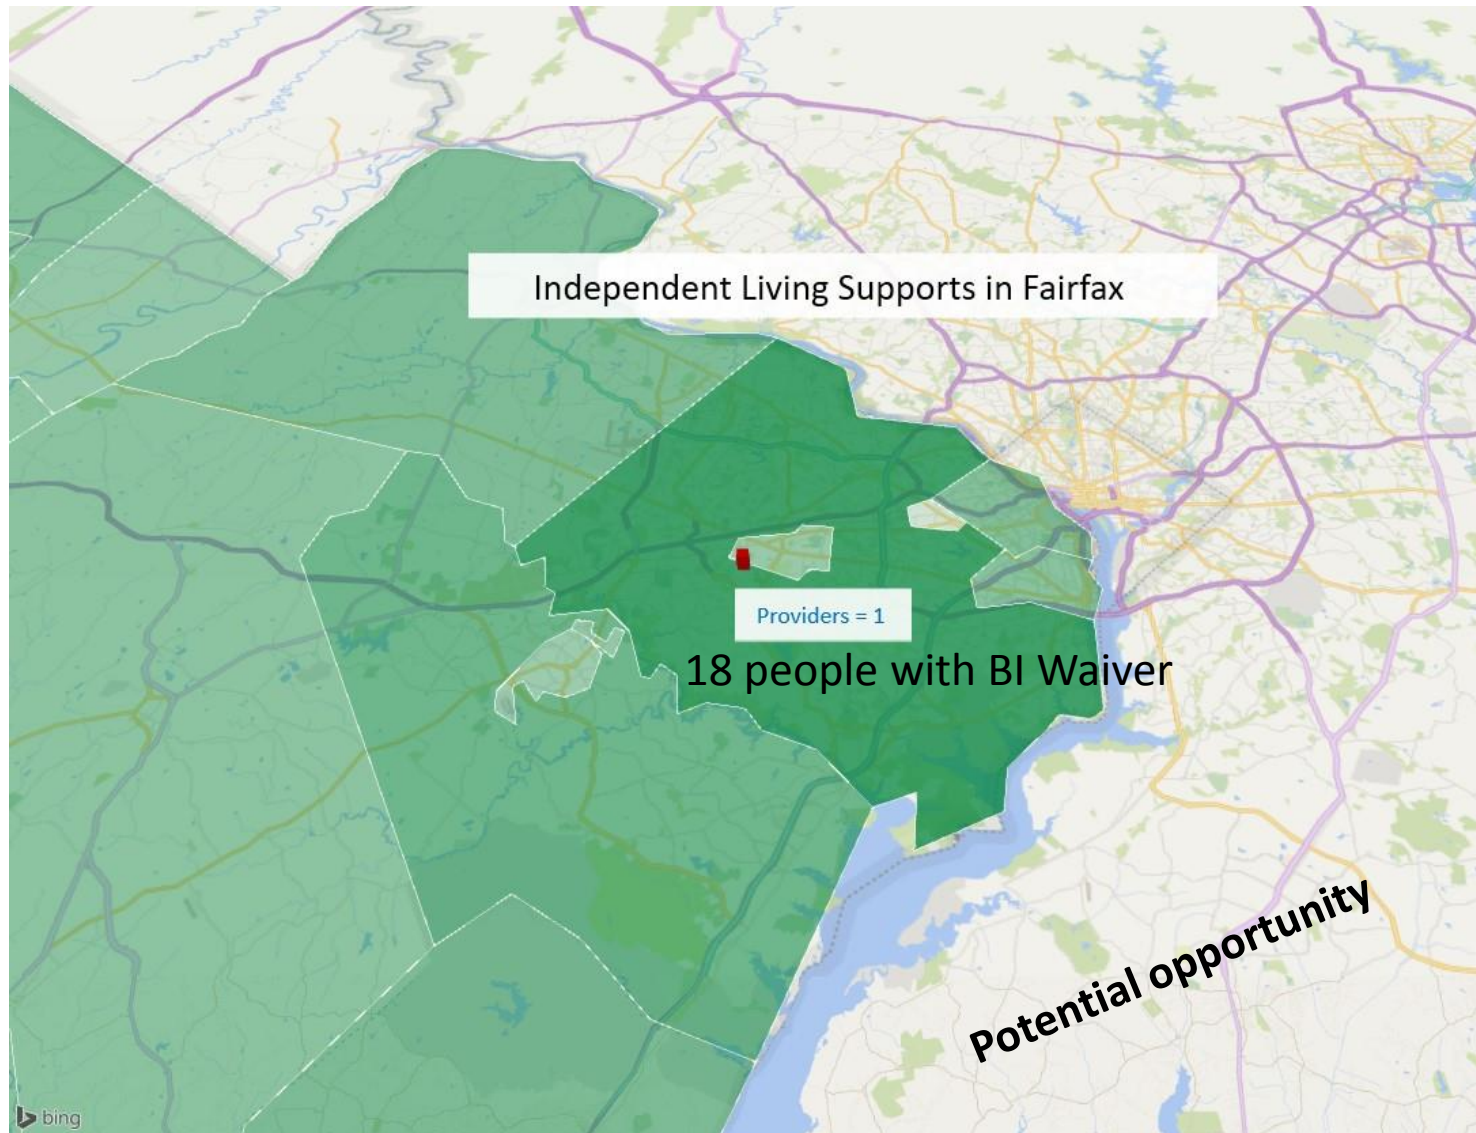 Independent Living Supports in Fairfax
Providers = 1
18 people with BI Waiver
Potential opportunity
bing